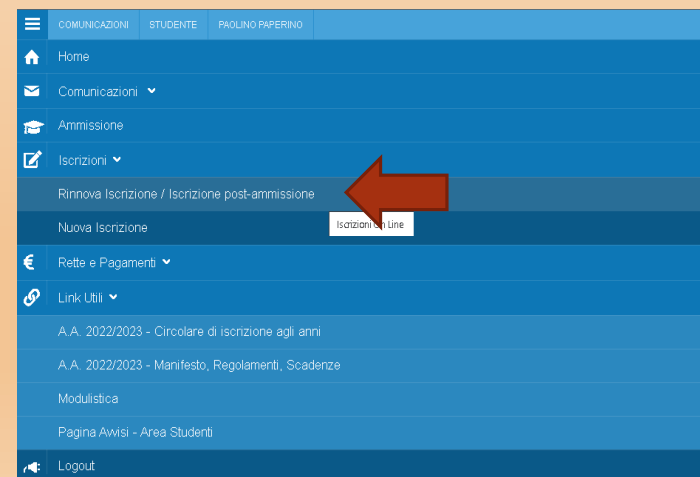 COMUNICAZIONI STUDENTE PAOLINO PAPERINO
Home
Comunicazioni
Ammissione
Iscrizioni
Rinnova Iscrizione / Iscrizione post-ammissione
Iscrizioni On Line
Nuova Iscrizione
€ Rette e Pagamenti
Link Utili
A.A. 2022/2023 - Circolare di iscrizione agli anni
A.A. 2022/2023 - Manifesto, Regolamenti, Scadenze
Modulistica
Pagina Avvisi - Area Studenti
Logout